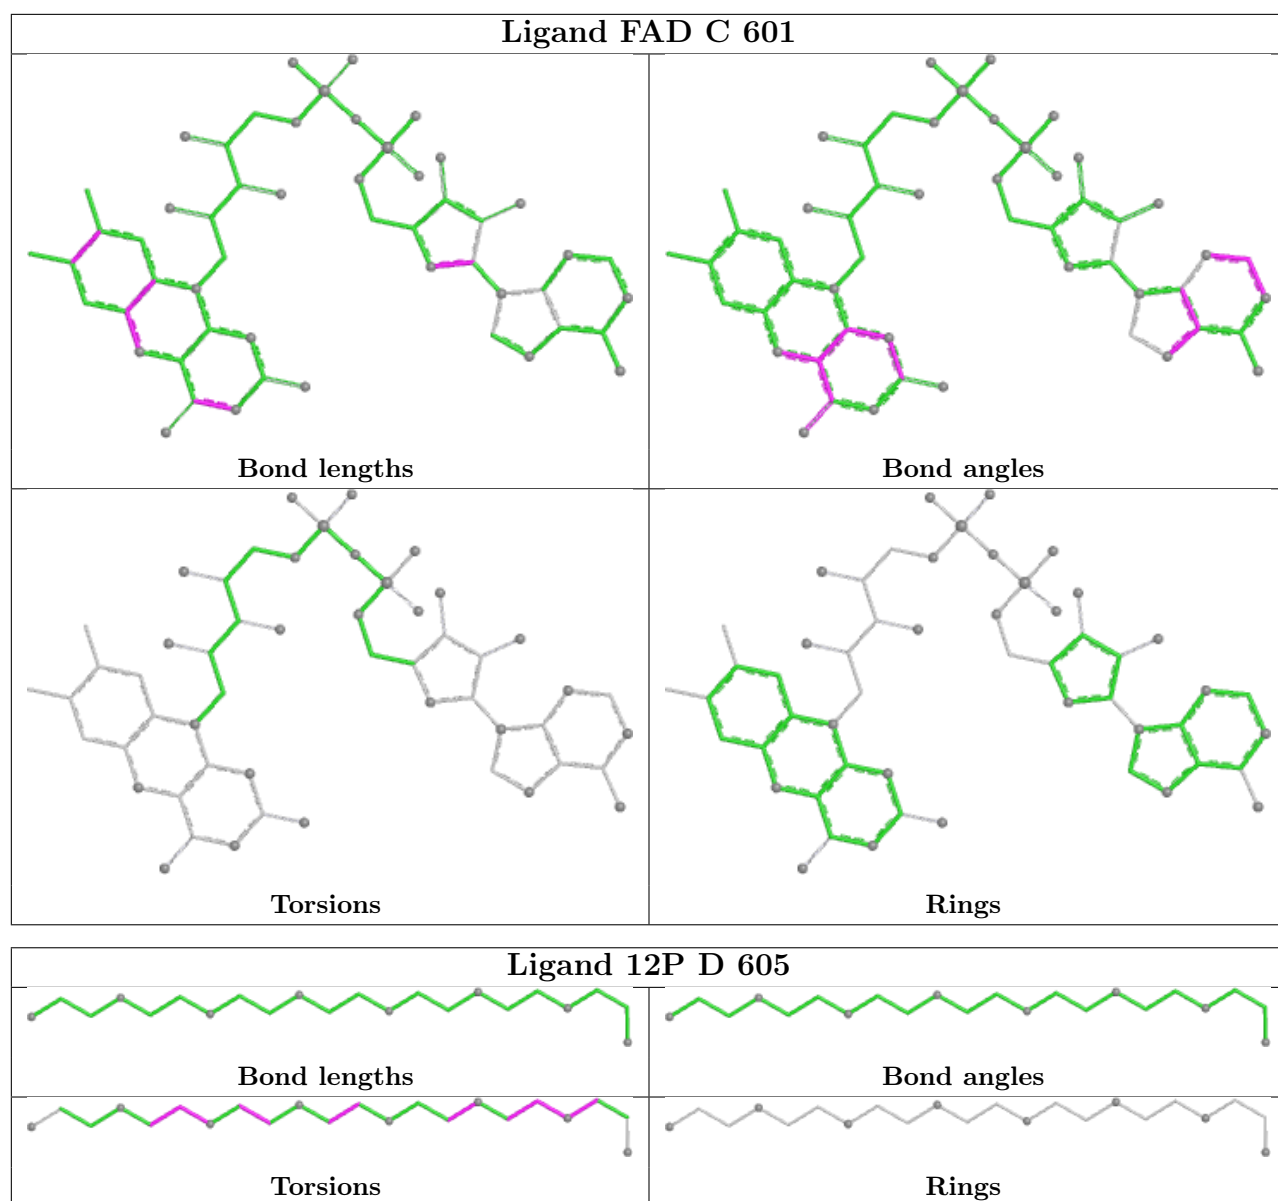 Ligand FAD C 601
Bond lengths
Bond angles
Torsions
Rings
Ligand 12P D 605
Bond lengths
Bond angles
Torsions
Rings